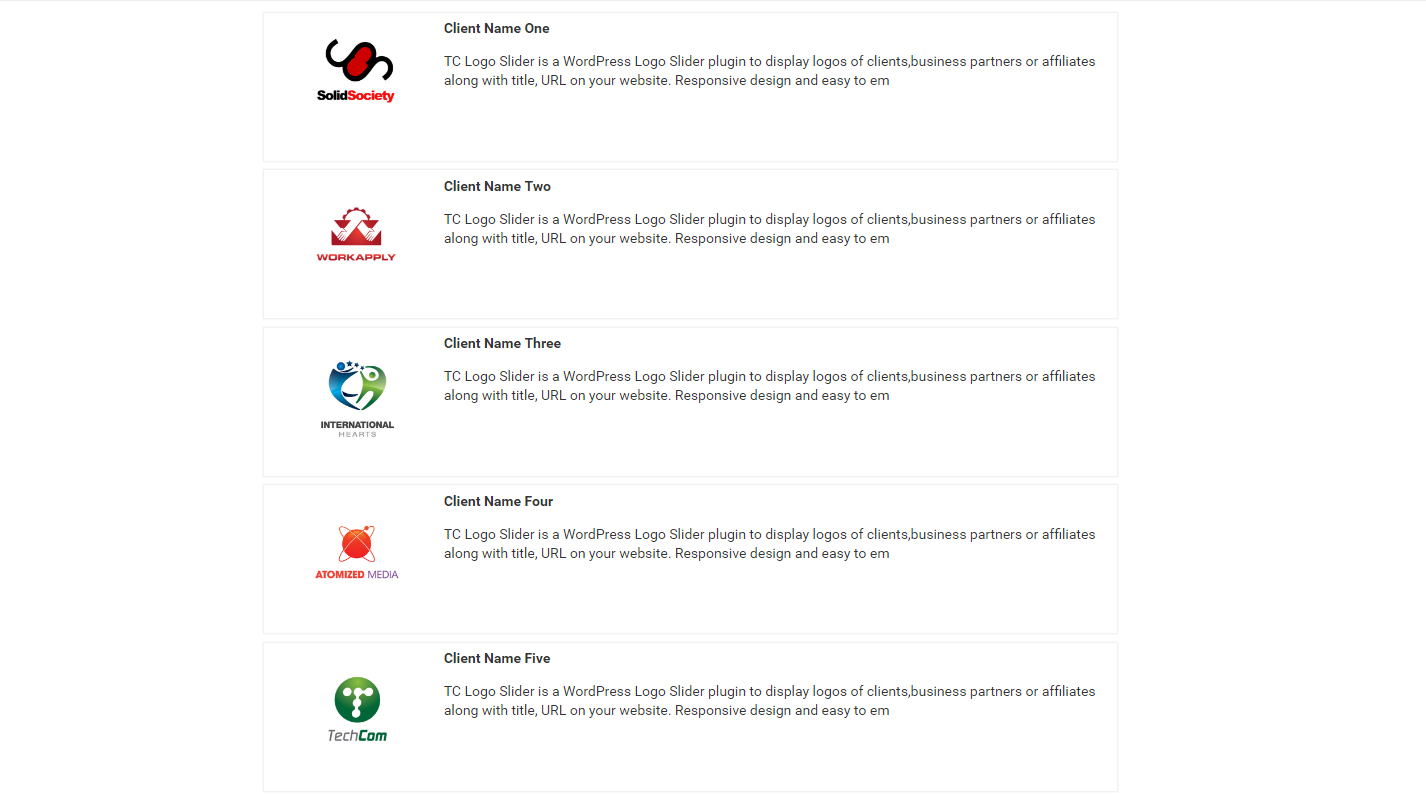 Client Name One
TC Logo Slider is a WordPress Logo Slider plugin to display logos of clients,business partners or affiliates
along with title, URL on your website. Responsive design and easy to em
SolidSociety
Client Name Two
TC Logo Slider is a WordPress Logo Slider plugin to display logos of clients,business partners or affiliates
along with title, URL on your website. Responsive design and easy to em
WORKAPPLY
Client Name Three
TC Logo Slider is a WordPress Logo Slider plugin to display logos of clients,business partners or affiliates
along with title, URL on your website. Responsive design and easy to em
INTERNATIONAL
HEARTS
Client Name Four
TC Logo Slider is a WordPress Logo Slider plugin to display logos of clients,business partners or affiliates
along with title, URL on your website. Responsive design and easy to em
ATOMIZED MEDIA
Client Name Five
TC Logo Slider is a WordPress Logo Slider plugin to display logos of clients,business partners or affiliates
along with title, URL on your website. Responsive design and easy to em
TechCom